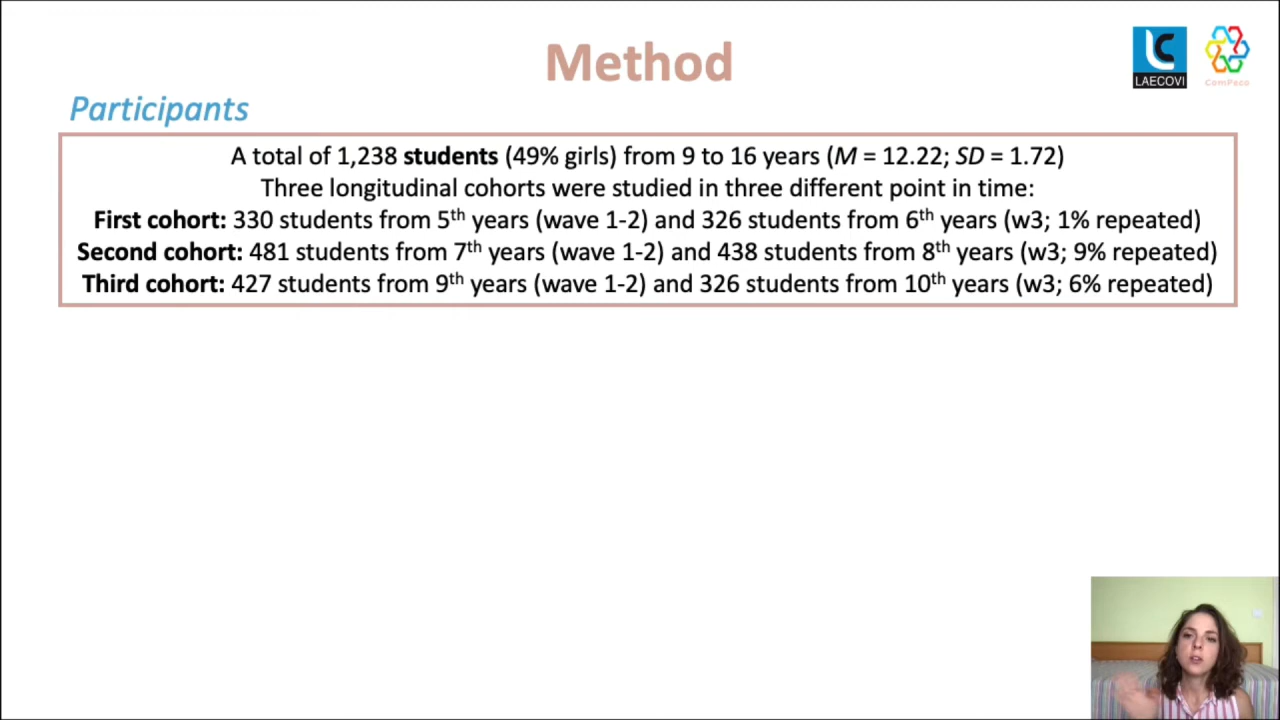 Method
LAECOVI
ComPsco
Participants
A total of 1,238 students (49% girls) from 9 to 16 years (M = 12.22; SD = 1.72)
Three longitudinal cohorts were studied in three different point in time:
First cohort: 330 students from 5th years (wave 1-2) and 326 students from 6th years (w3; 1% repeated)
Second cohort: 481 students from 7th years (wave 1-2) and 438 students from 8th years (w3; 9% repeated)
Third cohort: 427 students from 9th years (wave 1-2) and 326 students from 10th years (w3; 6% repeated)